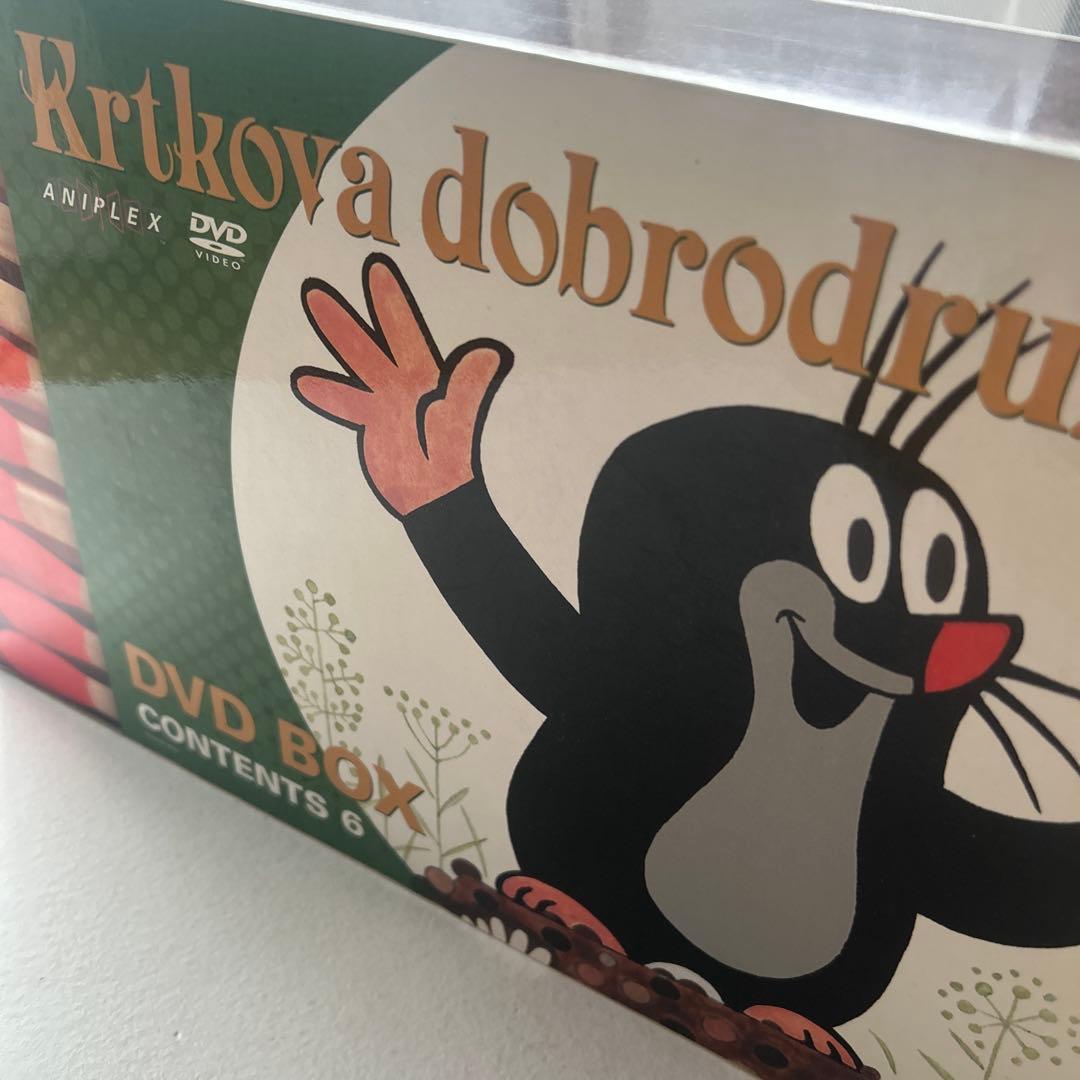 Krtkova dobrodru
ANIPLEX
DVD
VIDEO
DVD BOX
CONTENTS 6